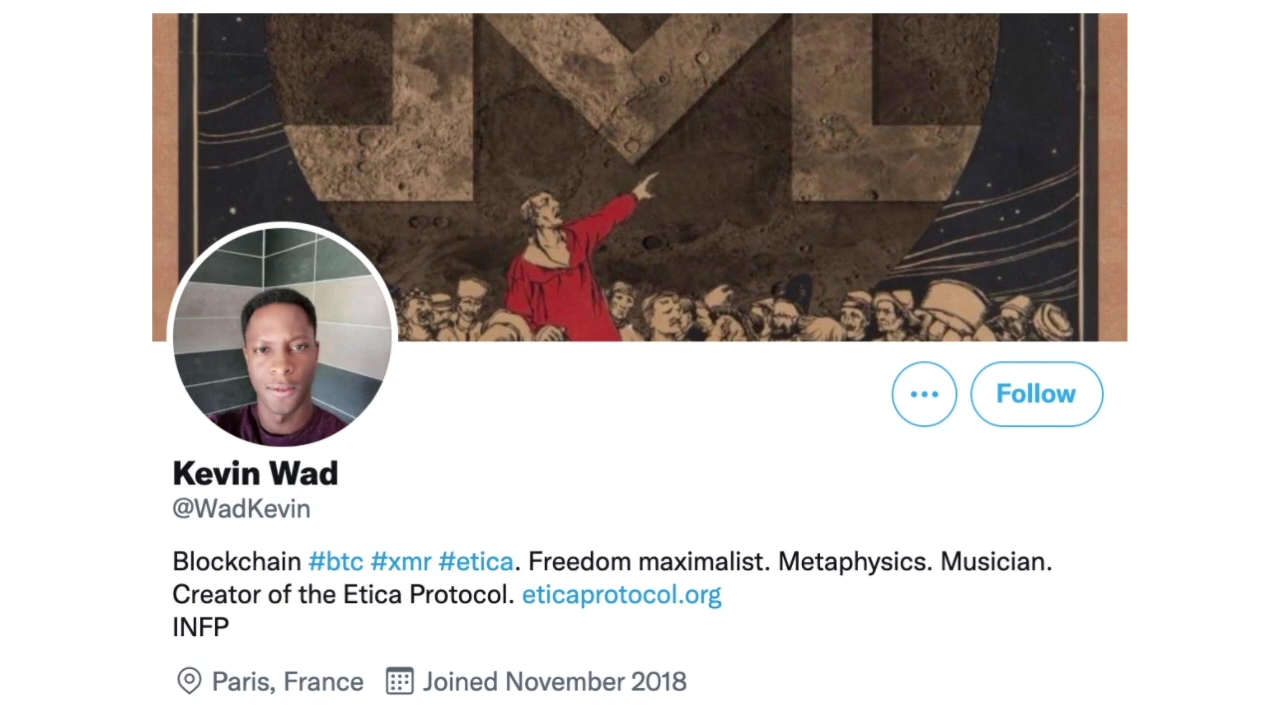 Follow
Kevin Wad
@WadKevin
Blockchain #btc #xmr #etica. Freedom maximalist. Metaphysics. Musician.
Creator of the Etica Protocol. eticaprotocol.org
INFP
Paris, France Joined November 2018